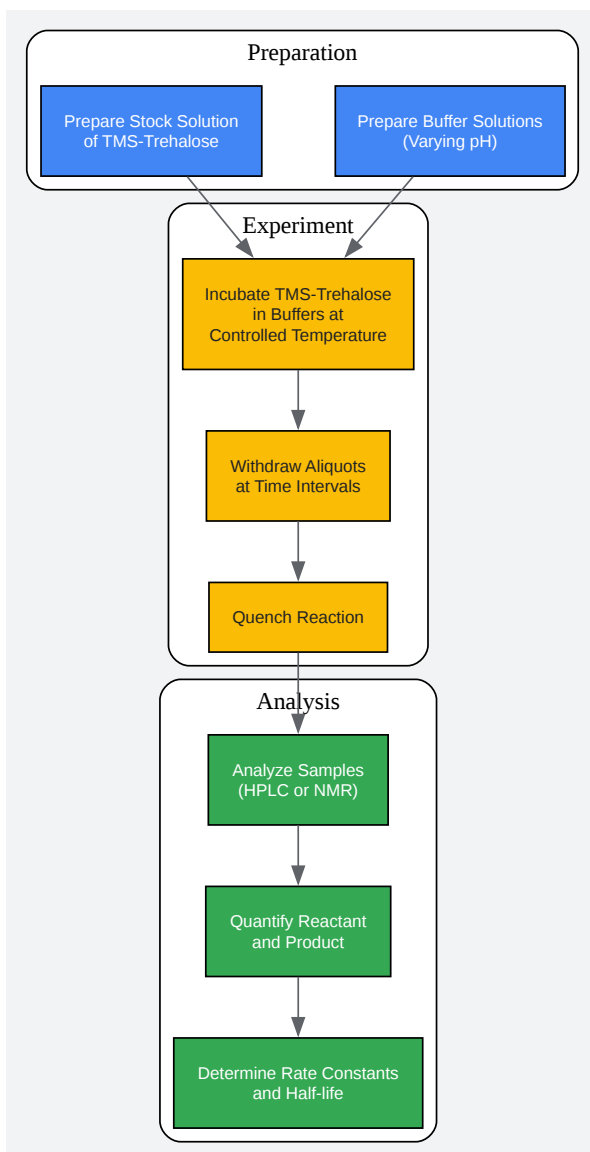 Preparation
Prepare Stock Solution
of TMS-Trehalose
Prepare Buffer Solutions
(Varying pH)
Experiment
Incubate TMS-Trehalose
in Buffers at
Controlled Temperature
Withdraw Aliquots
at Time Intervals
Quench Reaction
Analysis
Analyze Samples
(HPLC or NMR)
Quantify Reactant
and Product
Determine Rate Constants
and Half-life